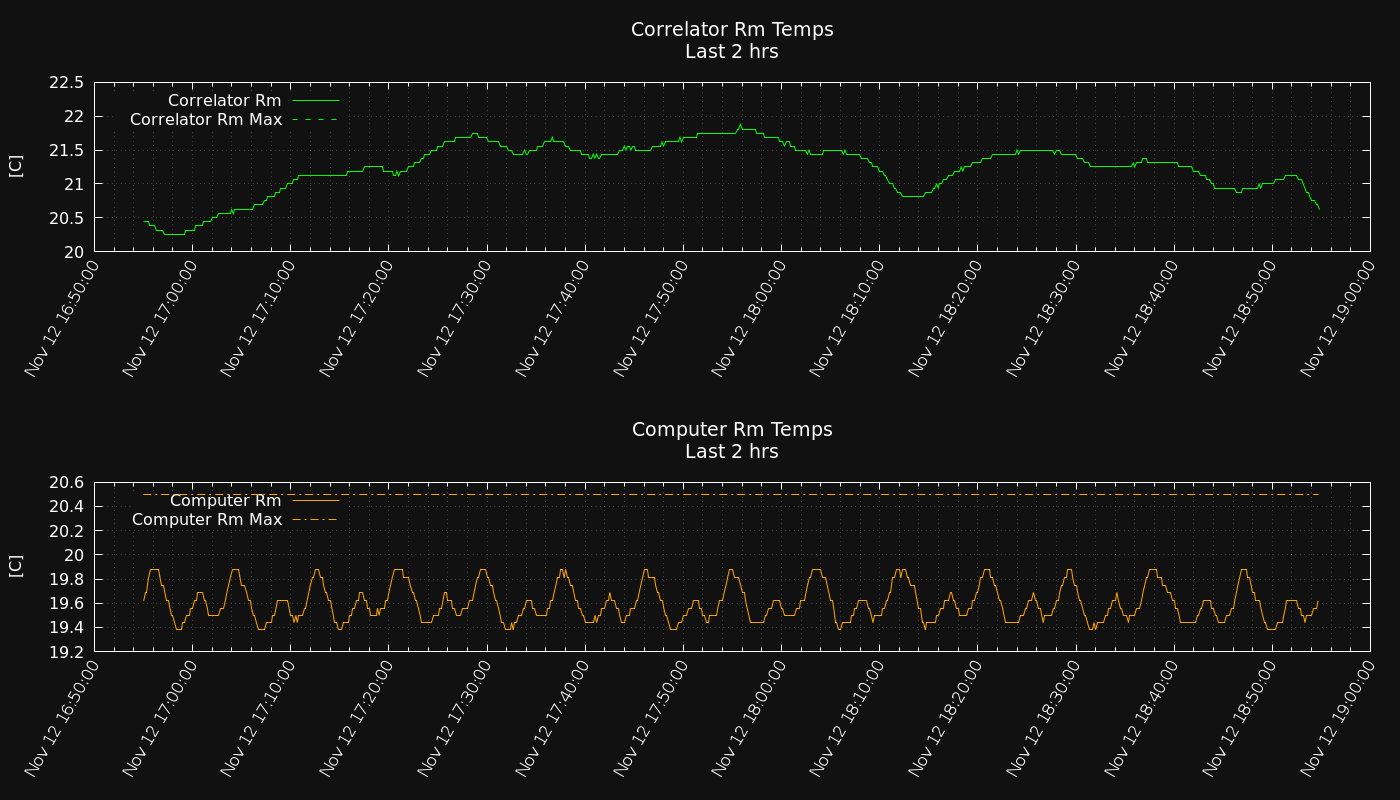 Correlator Rm Temps
Last 2 hrs
[C]
22.5
22
21.5
21
20.5
20
Correlator Rm
Correlator Rm Max
Nov 12 16:50:00
Nov 12 17:00:00
Nov 12 17:10:00
Nov 12 17:20:00
Nov 12 17:30:00
Nov 12 17:40:00
Nov 12 17:50:00
Nov 12 18:00:00
Nov 12 18:10:00
Nov 12 18:20:00
Nov 12 18:30:00
Nov 12 18:40:00
Nov 12 18:50:00
Nov 12 19:00:00
Computer Rm Temps
Last 2 hrs
[C]
20.6
20.4
20.2
20
19.8
19.6
19.4
19.2
Computer Rm
Computer Rm Max
Nov 12 16:50:00
Nov 12 17:00:00
Nov 12 17:10:00
Nov 12 17:20:00
Nov 12 17:30:00
Nov 12 17:40:00
Nov 12 17:50:00
Nov 12 18:00:00
Nov 12 18:10:00
Nov 12 18:20:00
Nov 12 18:30:00
Nov 12 18:40:00
Nov 12 18:50:00
Nov 12 19:00:00